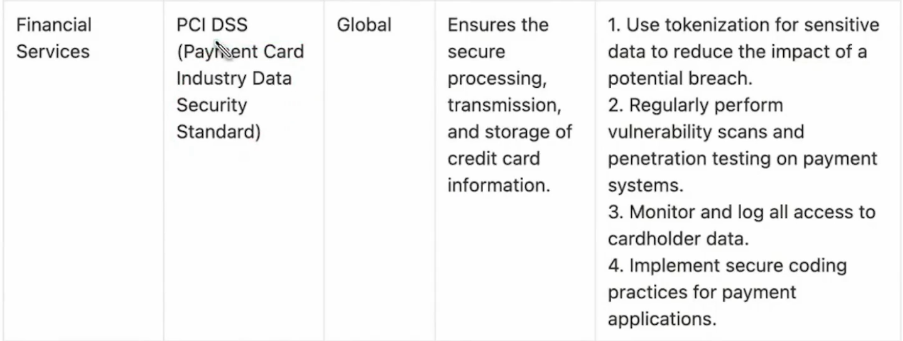 Financial
Services
PCI DSS
(Payment Card
Industry Data
Security
Standard)
Global
Ensures the
secure
processing,
transmission,
and storage of
credit card
information.
1. Use tokenization for sensitive
data to reduce the impact of a
potential breach.
2. Regularly perform
vulnerability scans and
penetration testing on payment
systems.
3. Monitor and log all access to
cardholder data.
4. Implement secure coding
practices for payment
applications.